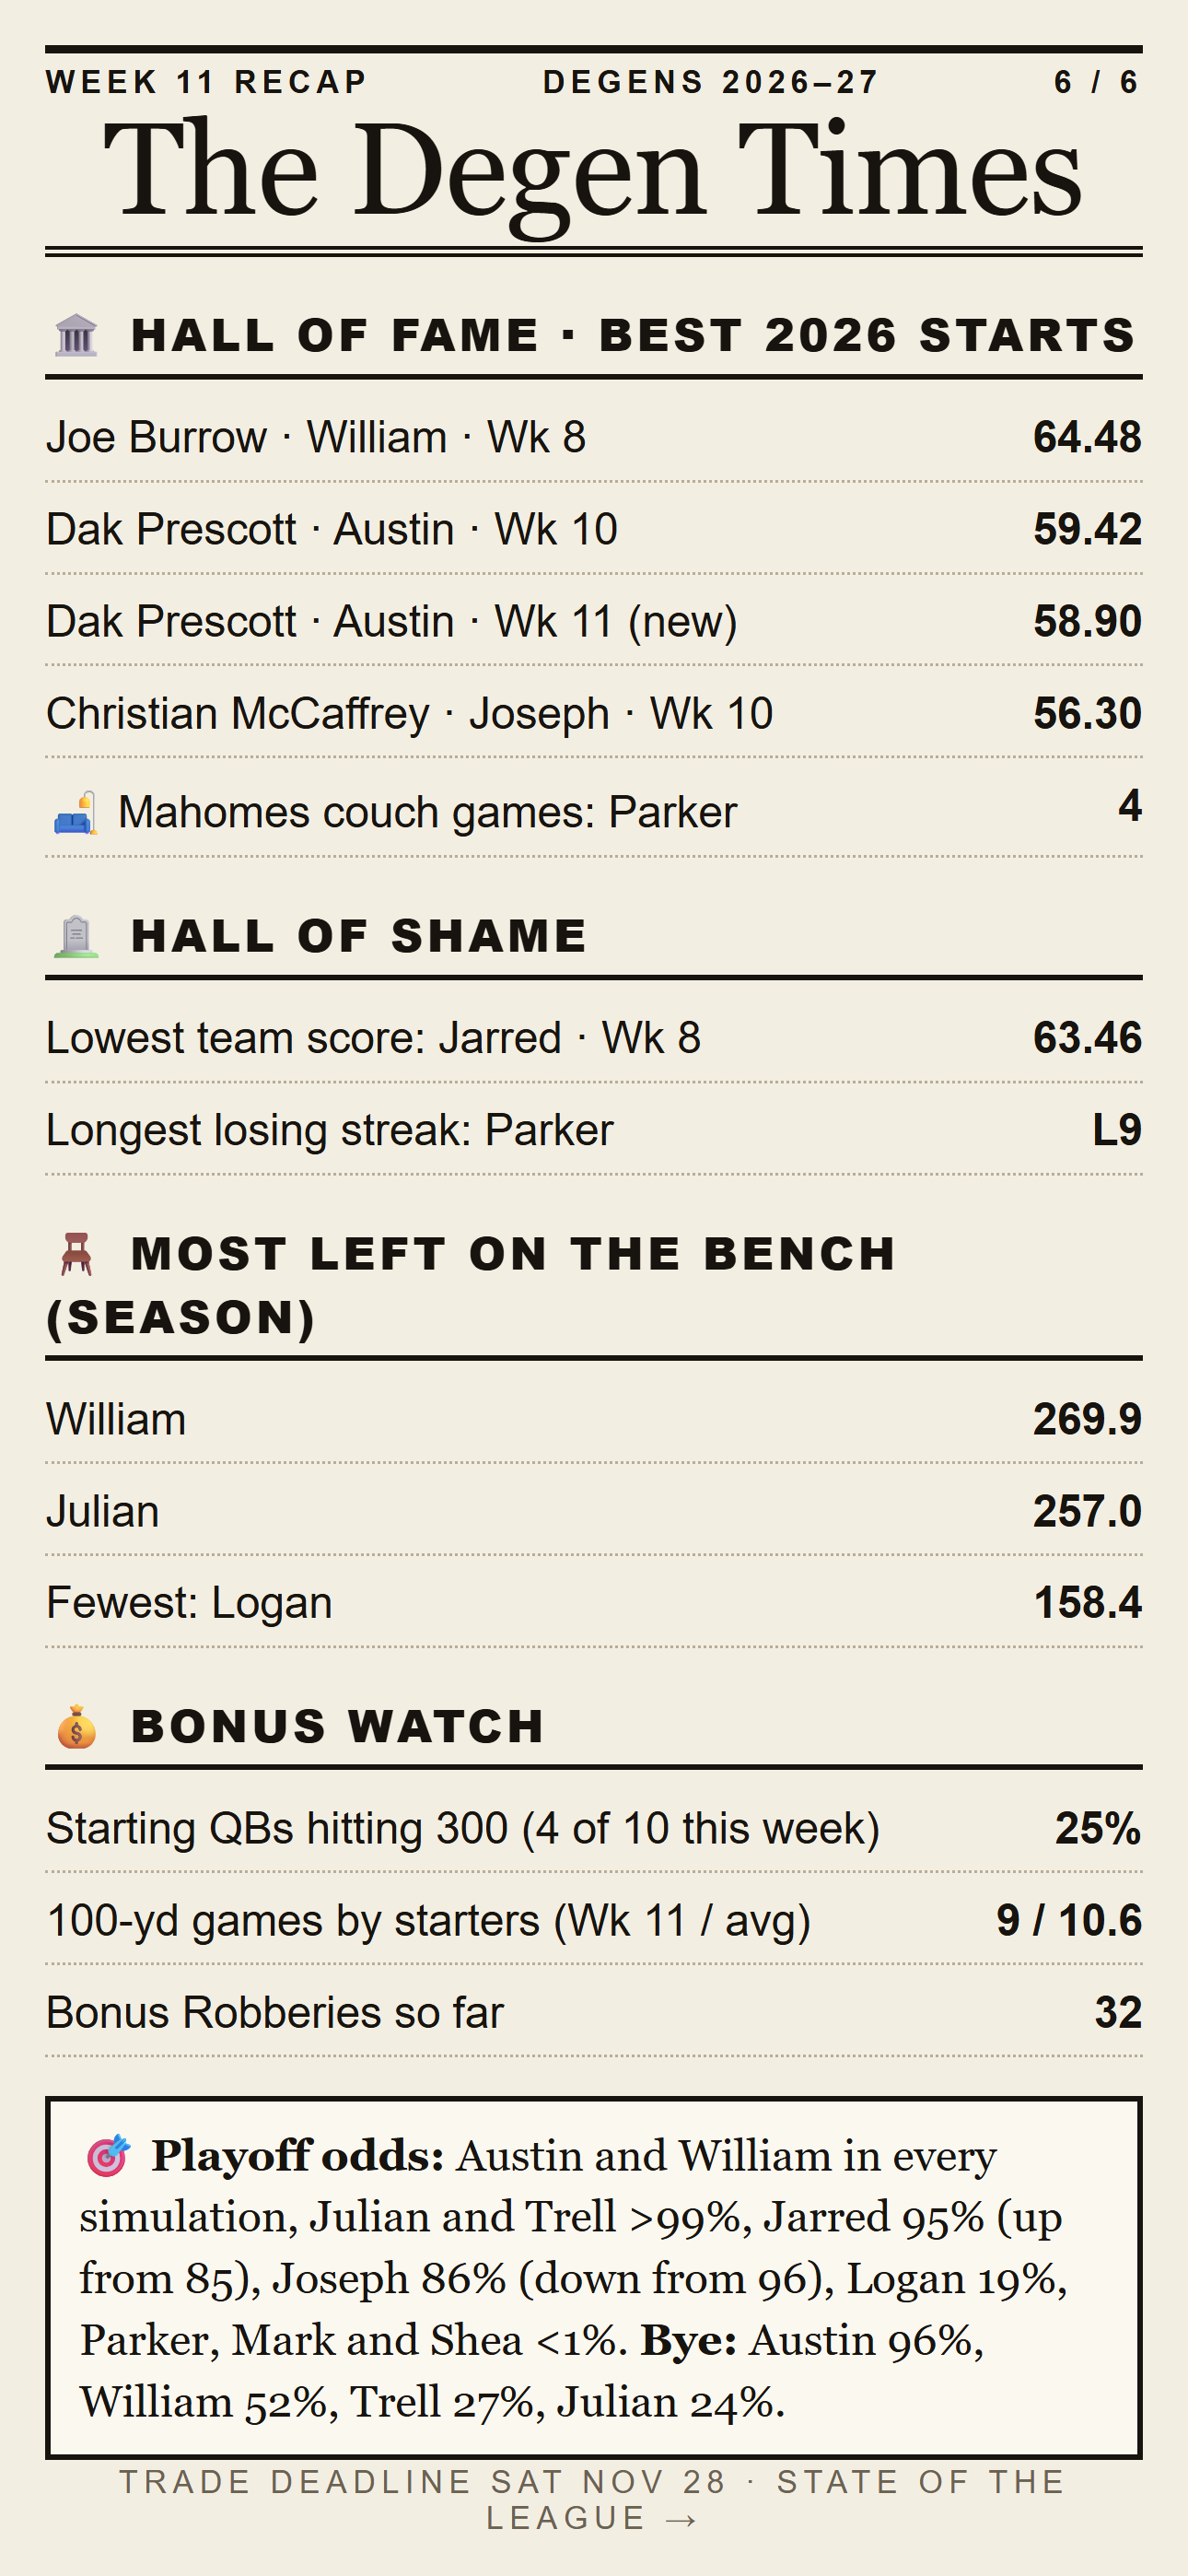 WEEK 11 RECAP DEGENS 2026–27 6 / 6
The Degen Times
🏛️ HALL OF FAME · BEST 2026 STARTS
Joe Burrow · William · Wk 8 64.48
Dak Prescott · Austin · Wk 10 59.42
Dak Prescott · Austin · Wk 11 (new) 58.90
Christian McCaffrey · Joseph · Wk 10 56.30
🛋️ Mahomes couch games: Parker 4
🪦 HALL OF SHAME
Lowest team score: Jarred · Wk 8 63.46
Longest losing streak: Parker L9
🪑 MOST LEFT ON THE BENCH
(SEASON)
William 269.9
Julian 257.0
Fewest: Logan 158.4
💰 BONUS WATCH
Starting QBs hitting 300 (4 of 10 this week) 25%
100-yd games by starters (Wk 11 / avg) 9 / 10.6
Bonus Robberies so far 32
🎯 Playoff odds: Austin and William in every
simulation, Julian and Trell >99%, Jarred 95% (up
from 85), Joseph 86% (down from 96), Logan 19%,
Parker, Mark and Shea <1%. Bye: Austin 96%,
William 52%, Trell 27%, Julian 24%.
TRADE DEADLINE SAT NOV 28 · STATE OF THE
LEAGUE →